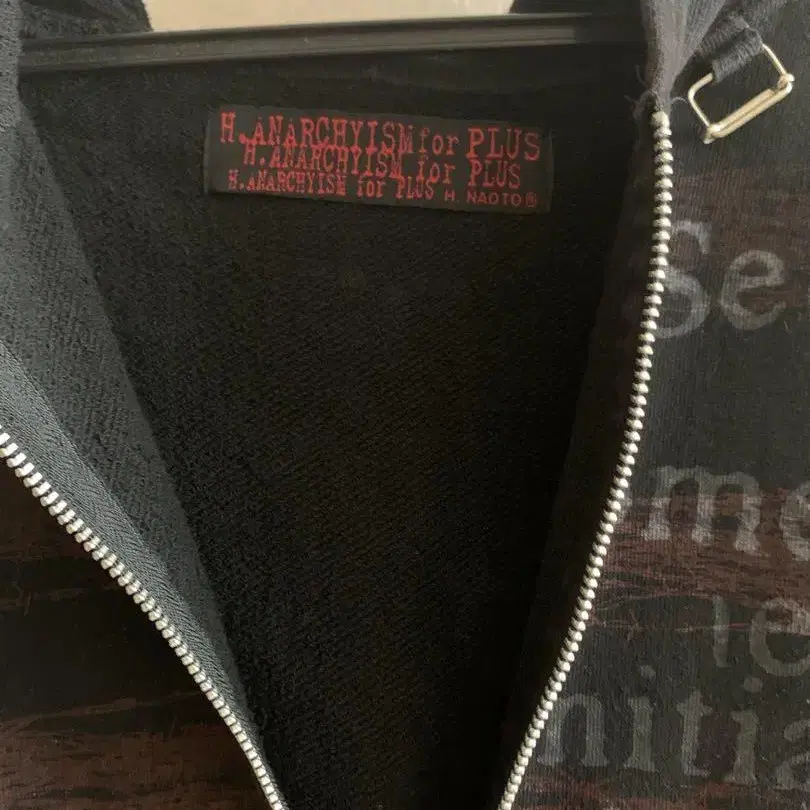 H.ANARCHYISM for PLUS
H.ANARCHYISM for PLUS
H.ANARCHYISM for PLUS H. NAOTO®
Se
me
le
nitia